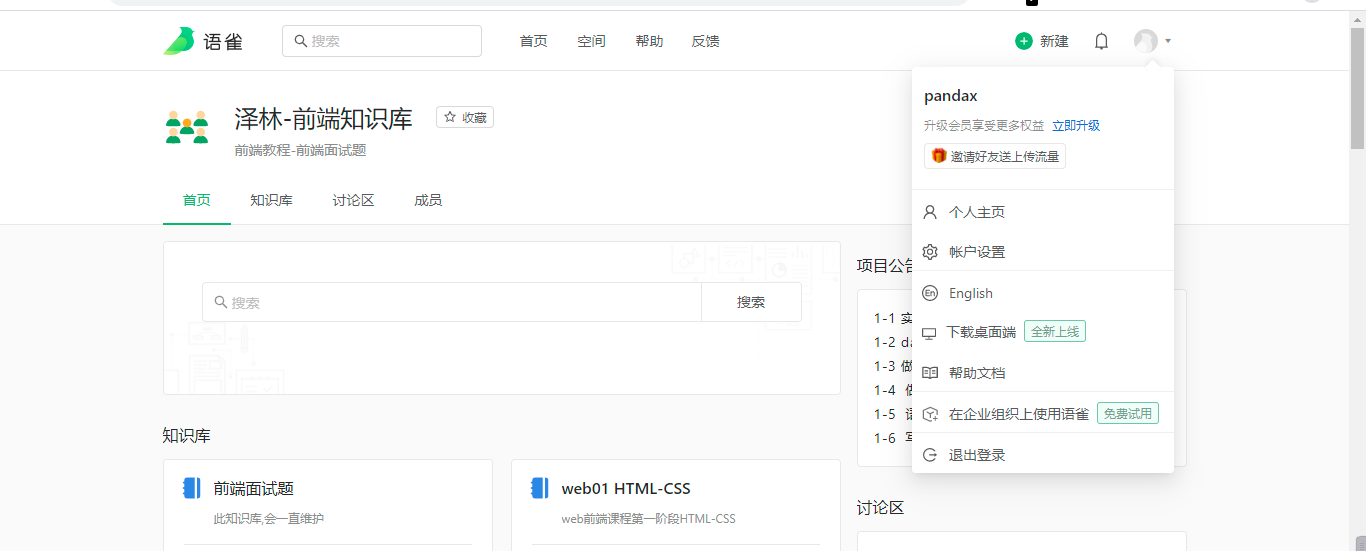 语雀
搜索
首页 空间 帮助 反馈
新建
泽林-前端知识库
收藏
前端教程-前端面试题
首页 知识库 讨论区 成员
pandax
升级会员享受更多权益 立即升级
邀请好友送上传流量
个人主页
帐户设置
English
下载桌面端 全新上线
帮助文档
在企业组织上使用语雀 免费试用
退出登录
搜索 搜索
项目公告
1-1 实
1-2 da
1-3 做
1-4
1-5
1-6
知识库
前端面试题
此知识库,会一直维护
web01 HTML-CSS
web前端课程第一阶段HTML-CSS
讨论区